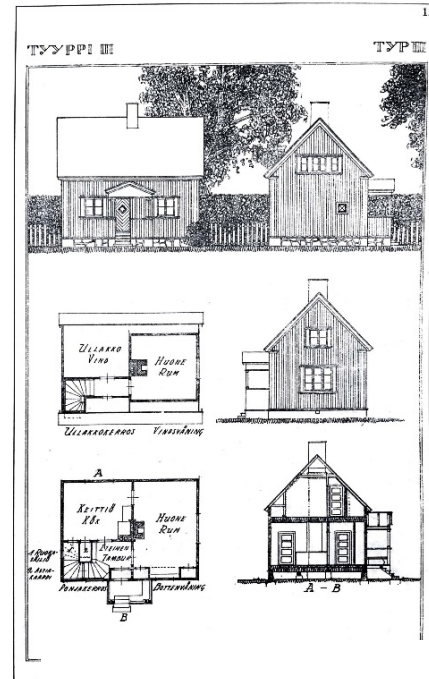 TYYPPI III
TYP III
ULLAKKO
VIND
HUONE
RUM
ULLAKKOKERROS VINDSVÅNING
A
KEITTIÖ
KÖK
HUONE
RUM
ETEINEN
TAMBUR
POHJAKERROS BOTTENVÅNING
B
A - B